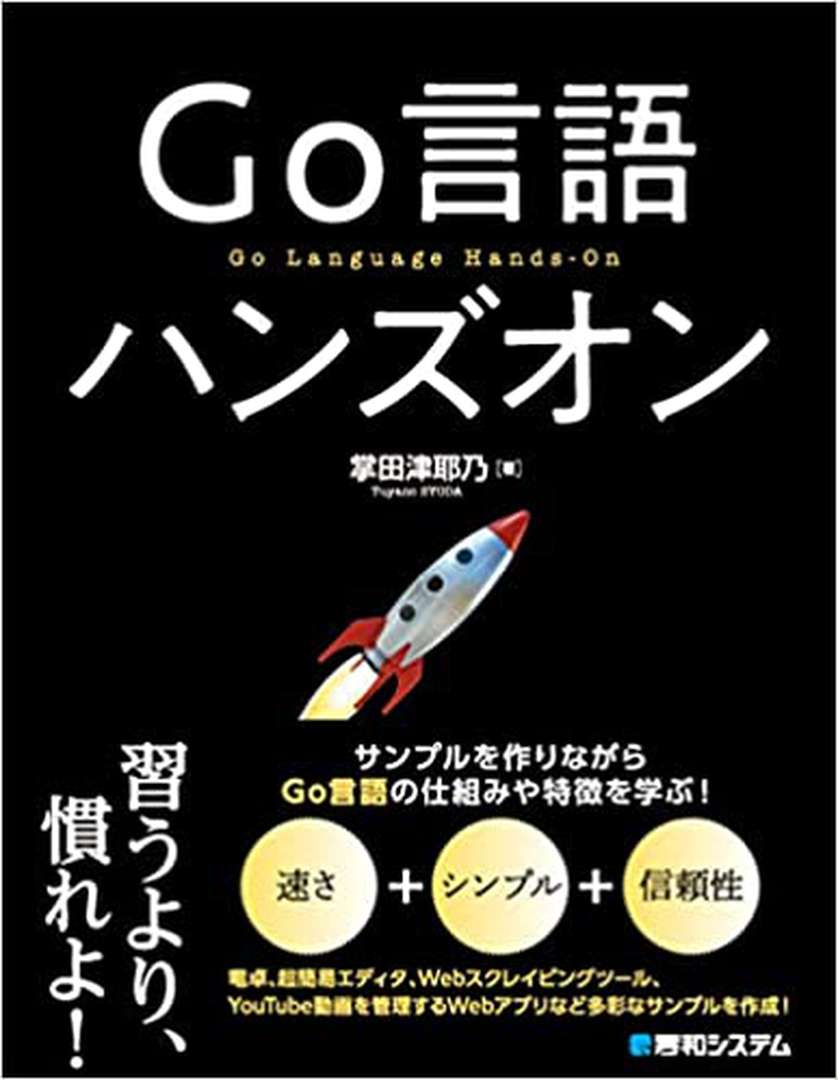 Go言語
Go Language Hands-On
ハンズオン
掌田津耶乃[著]
Tuyano SYODA
サンプルを作りながら
Go言語の仕組みや特徴を学ぶ!
習うより、
慣れよ!
速さ+シンプル+信頼性
電卓、超簡易エディタ、Webスクレイピングツール、
YouTube動画を管理するWebアプリなど多彩なサンプルを作成!
秀和システム